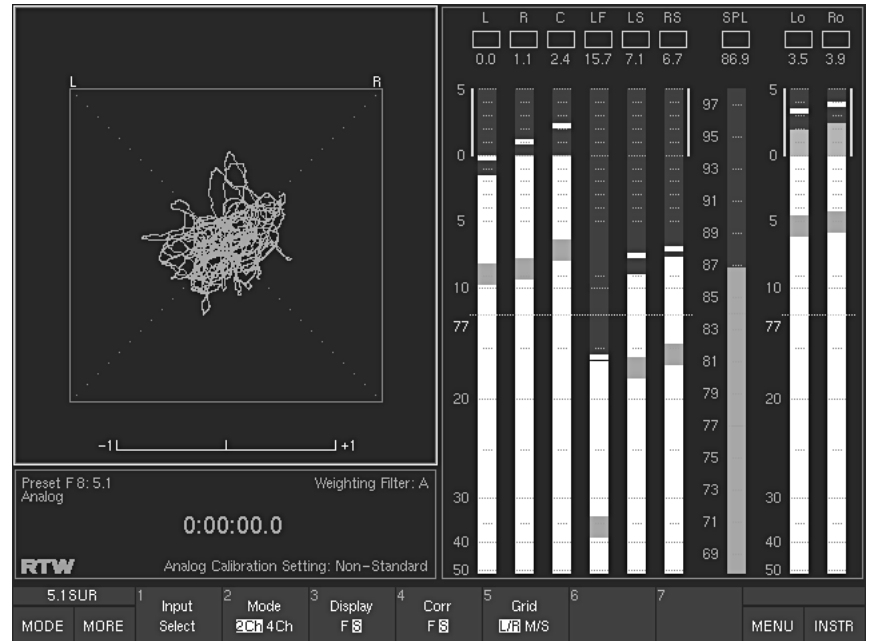 L R
-1 +1
Preset F 8: 5.1 Weighting Filter: A
Analog
0:00:00.0
RTW Analog Calibration Setting: Non-Standard
L R C LF LS RS SPL Lo Ro
0.0 1.1 2.4 15.7 7.1 6.7 86.9 3.5 3.9
5 5
97
95
0 0
93
91
5 5
89
87
10 10
85
77 83 77
81
79
20 20
77
75
73
30 30
71
40 69 40
50 50
5.1SUR 1 Input 2 Mode 3 Display 4 Corr 5 Grid 6 7
MODE MORE Select 2Ch 4Ch F S F S L/R M/S MENU INSTR